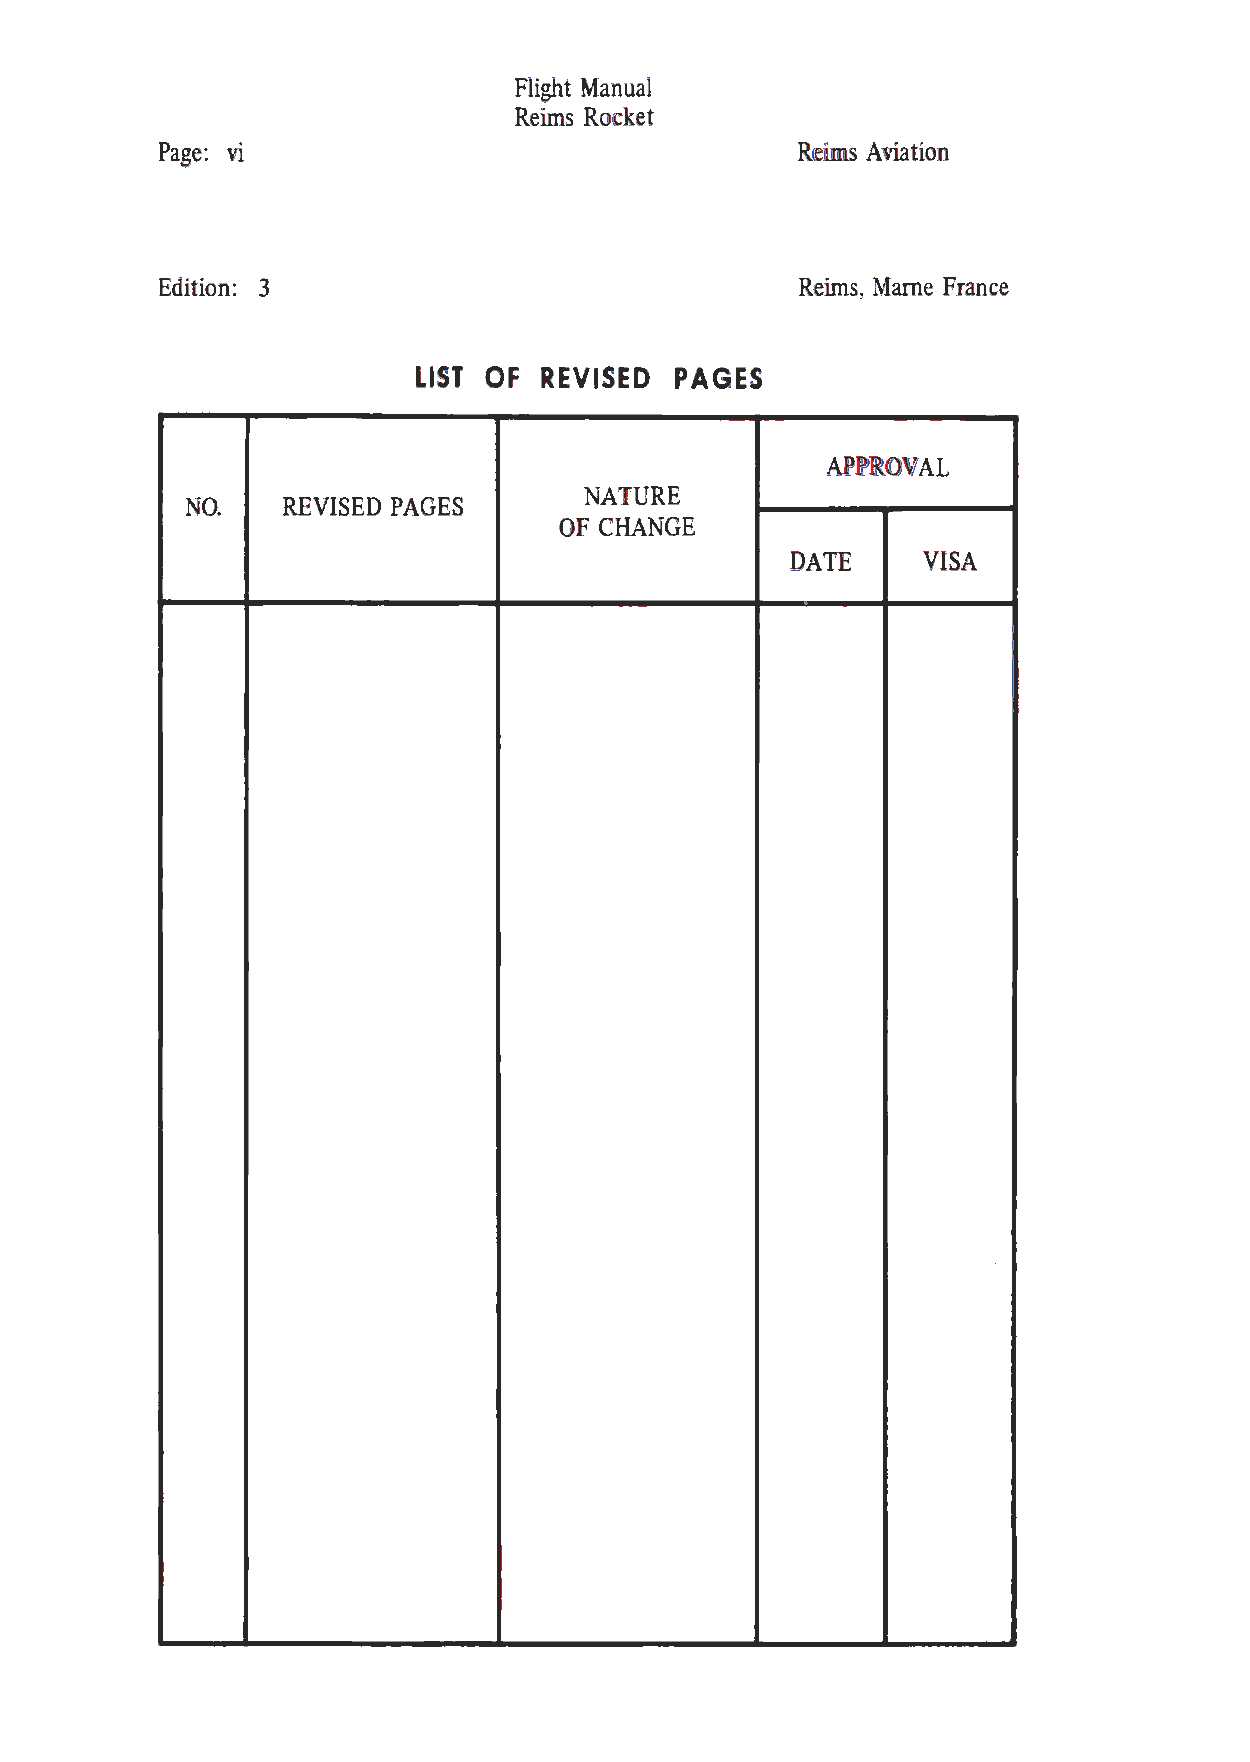 Flight Manual
Reims Rocket
Page: vi Reims Aviation
Edition: 3 Reims, Marne France
LIST OF REVISED PAGES
NO. REVISED PAGES NATURE OF CHANGE APPROVAL
DATE VISA